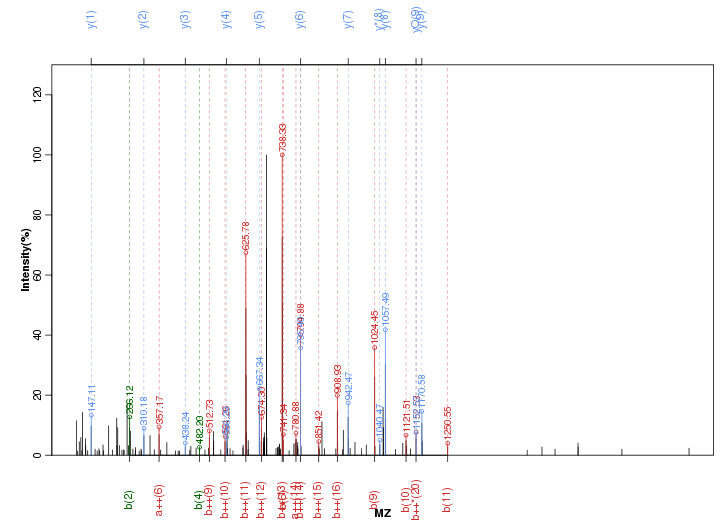 y(1)
y(2)
y(3)
y(4)
y(5)
y(6)
y(7)
y*(8)
y(8)
yO(9)
y(9)
Intensity(%)
0
20
40
60
80
100
120
147.11
266.12
310.18
357.17
438.24
482.20
512.73
625.78
667.34
674.30
738.33
741.34
780.88
851.42
908.93
942.47
1024.45
1040.47
1057.49
1121.51
1152.57
1170.58
1250.55
b(2)
a++(6)
b(4)
b++(9)
b++(10)
b++(11)
b++(12)
b++(14)
b++(15)
b++(16)
b(9)
b(10)
b++*(20)
b(11)
MZ